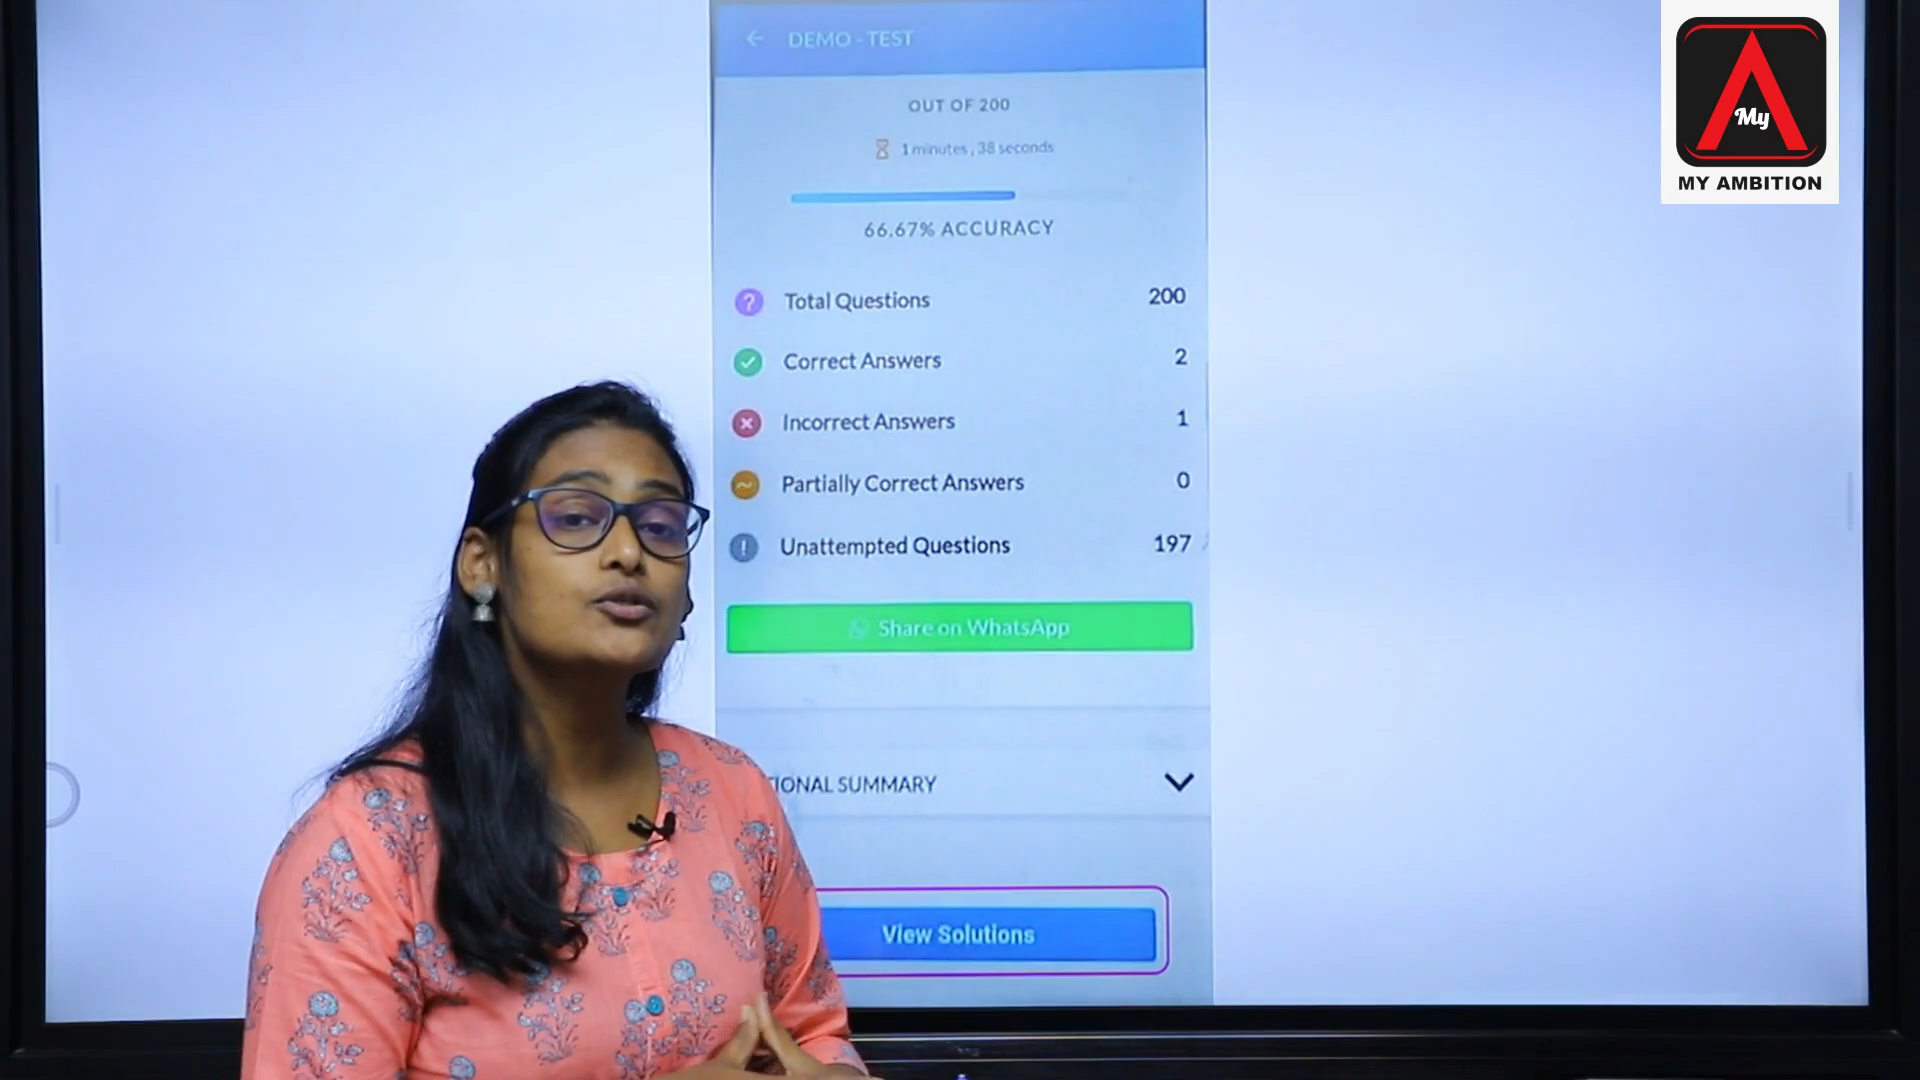 DEMO - TEST
OUT OF 200
1 minutes, 38 seconds
66.67% ACCURACY
Total Questions 200
Correct Answers 2
Incorrect Answers 1
Partially Correct Answers 0
Unattempted Questions 197
Share on WhatsApp
IONAL SUMMARY
View Solutions
My
MY AMBITION